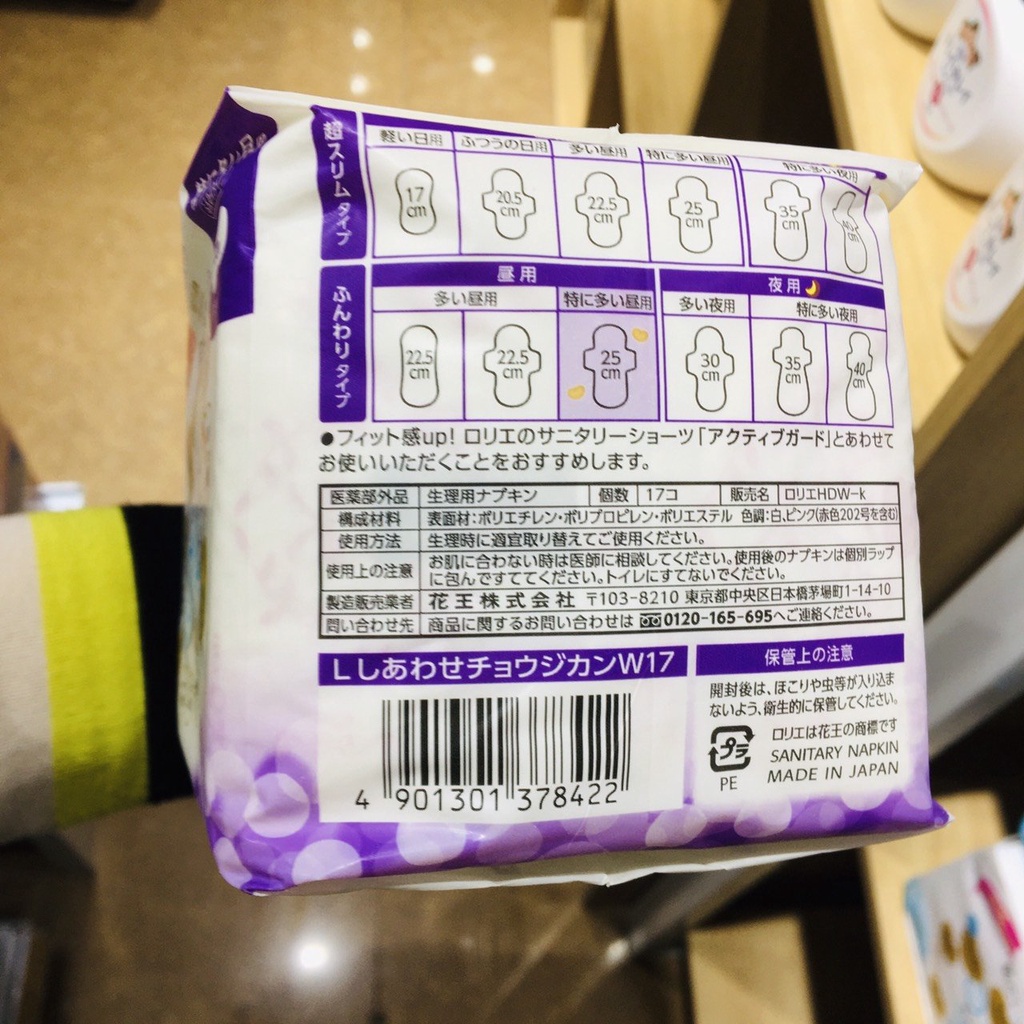 超スリムタイプ
軽い日用 ふつうの日用 多い昼用 特に多い昼用 特に多い夜用
17cm 20.5cm 22.5cm 25cm 35cm 40cm
ふんわりタイプ
昼用 夜用
多い昼用 特に多い昼用 多い夜用 特に多い夜用
22.5cm 22.5cm 25cm 30cm 35cm 40cm
●フィット感up! ロリエのサニタリーショーツ「アクティブガード」とあわせて
お使いいただくことをおすすめします。
医薬部外品 生理用ナプキン 個数 17コ 販売名 ロリエHDW-k
構成材料 表面材:ポリエチレン・ポリプロピレン・ポリエステル 色調:白、ピンク(赤色202号を含む)
使用方法 生理時に適宜取り替えてご使用ください。
使用上の注意 お肌に合わない時は医師に相談してください。使用後のナプキンは個別ラップ
に包んですててください。トイレにすてないでください。
製造販売業者 花王株式会社 〒103-8210 東京都中央区日本橋茅場町1-14-10
問い合わせ先 商品に関するお問い合わせは 0120-165-695へご連絡ください。
LしあわせチョウジカンW17
保管上の注意
開封後は、ほこりや虫等が入り込ま
ないよう、衛生的に保管してください。
ロリエは花王の商標です
プラ
PE
SANITARY NAPKIN
MADE IN JAPAN
4 901301 378422